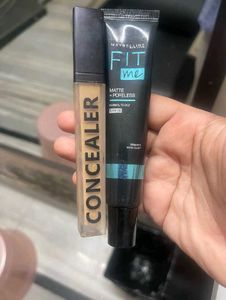 CONCEALER
MAYBELLINE
FIT
me
MATTE
+ PORELESS